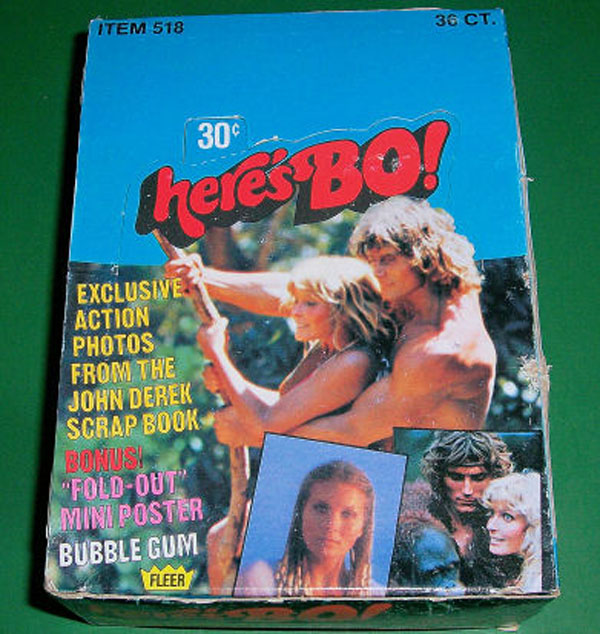 ITEM 518
36 CT.
30¢
here's BO!
EXCLUSIVE
ACTION
PHOTOS
FROM THE
JOHN DEREK
SCRAP BOOK
BONUS!
"FOLD-OUT"
MINI POSTER
BUBBLE GUM
FLEER